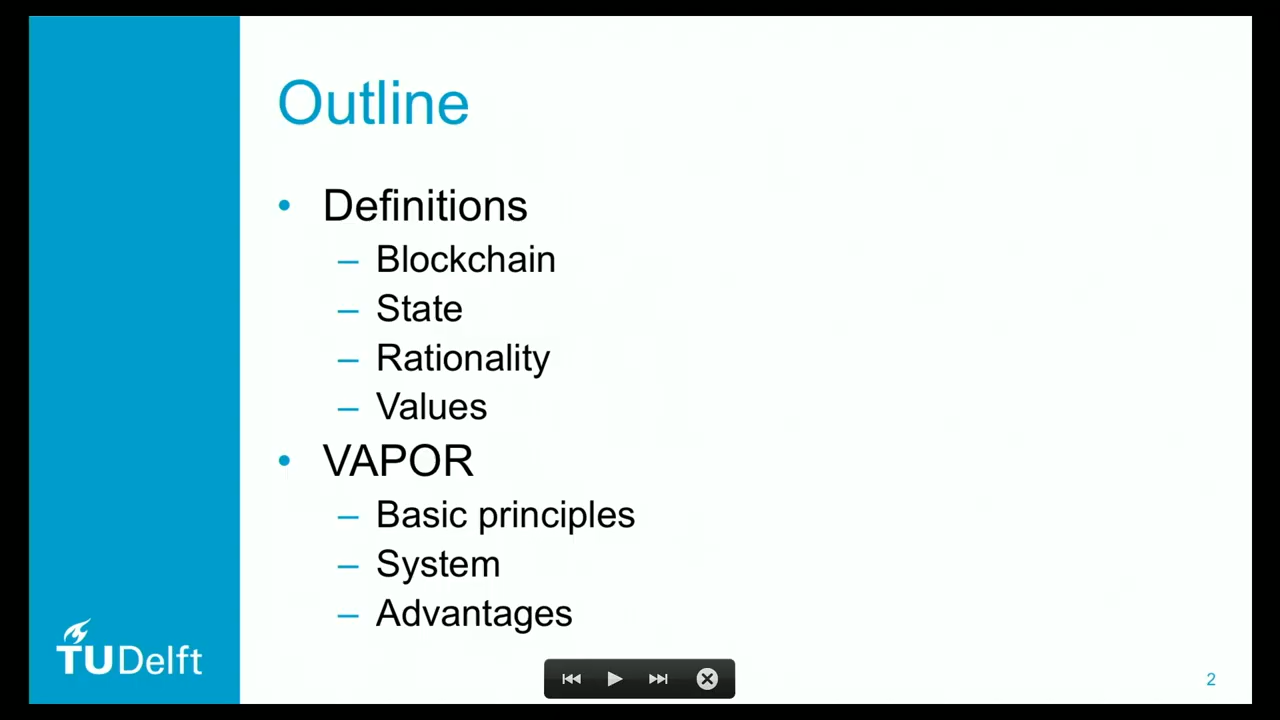 Outline
• Definitions
– Blockchain
– State
– Rationality
– Values
• VAPOR
– Basic principles
– System
– Advantages
TUDelft
2